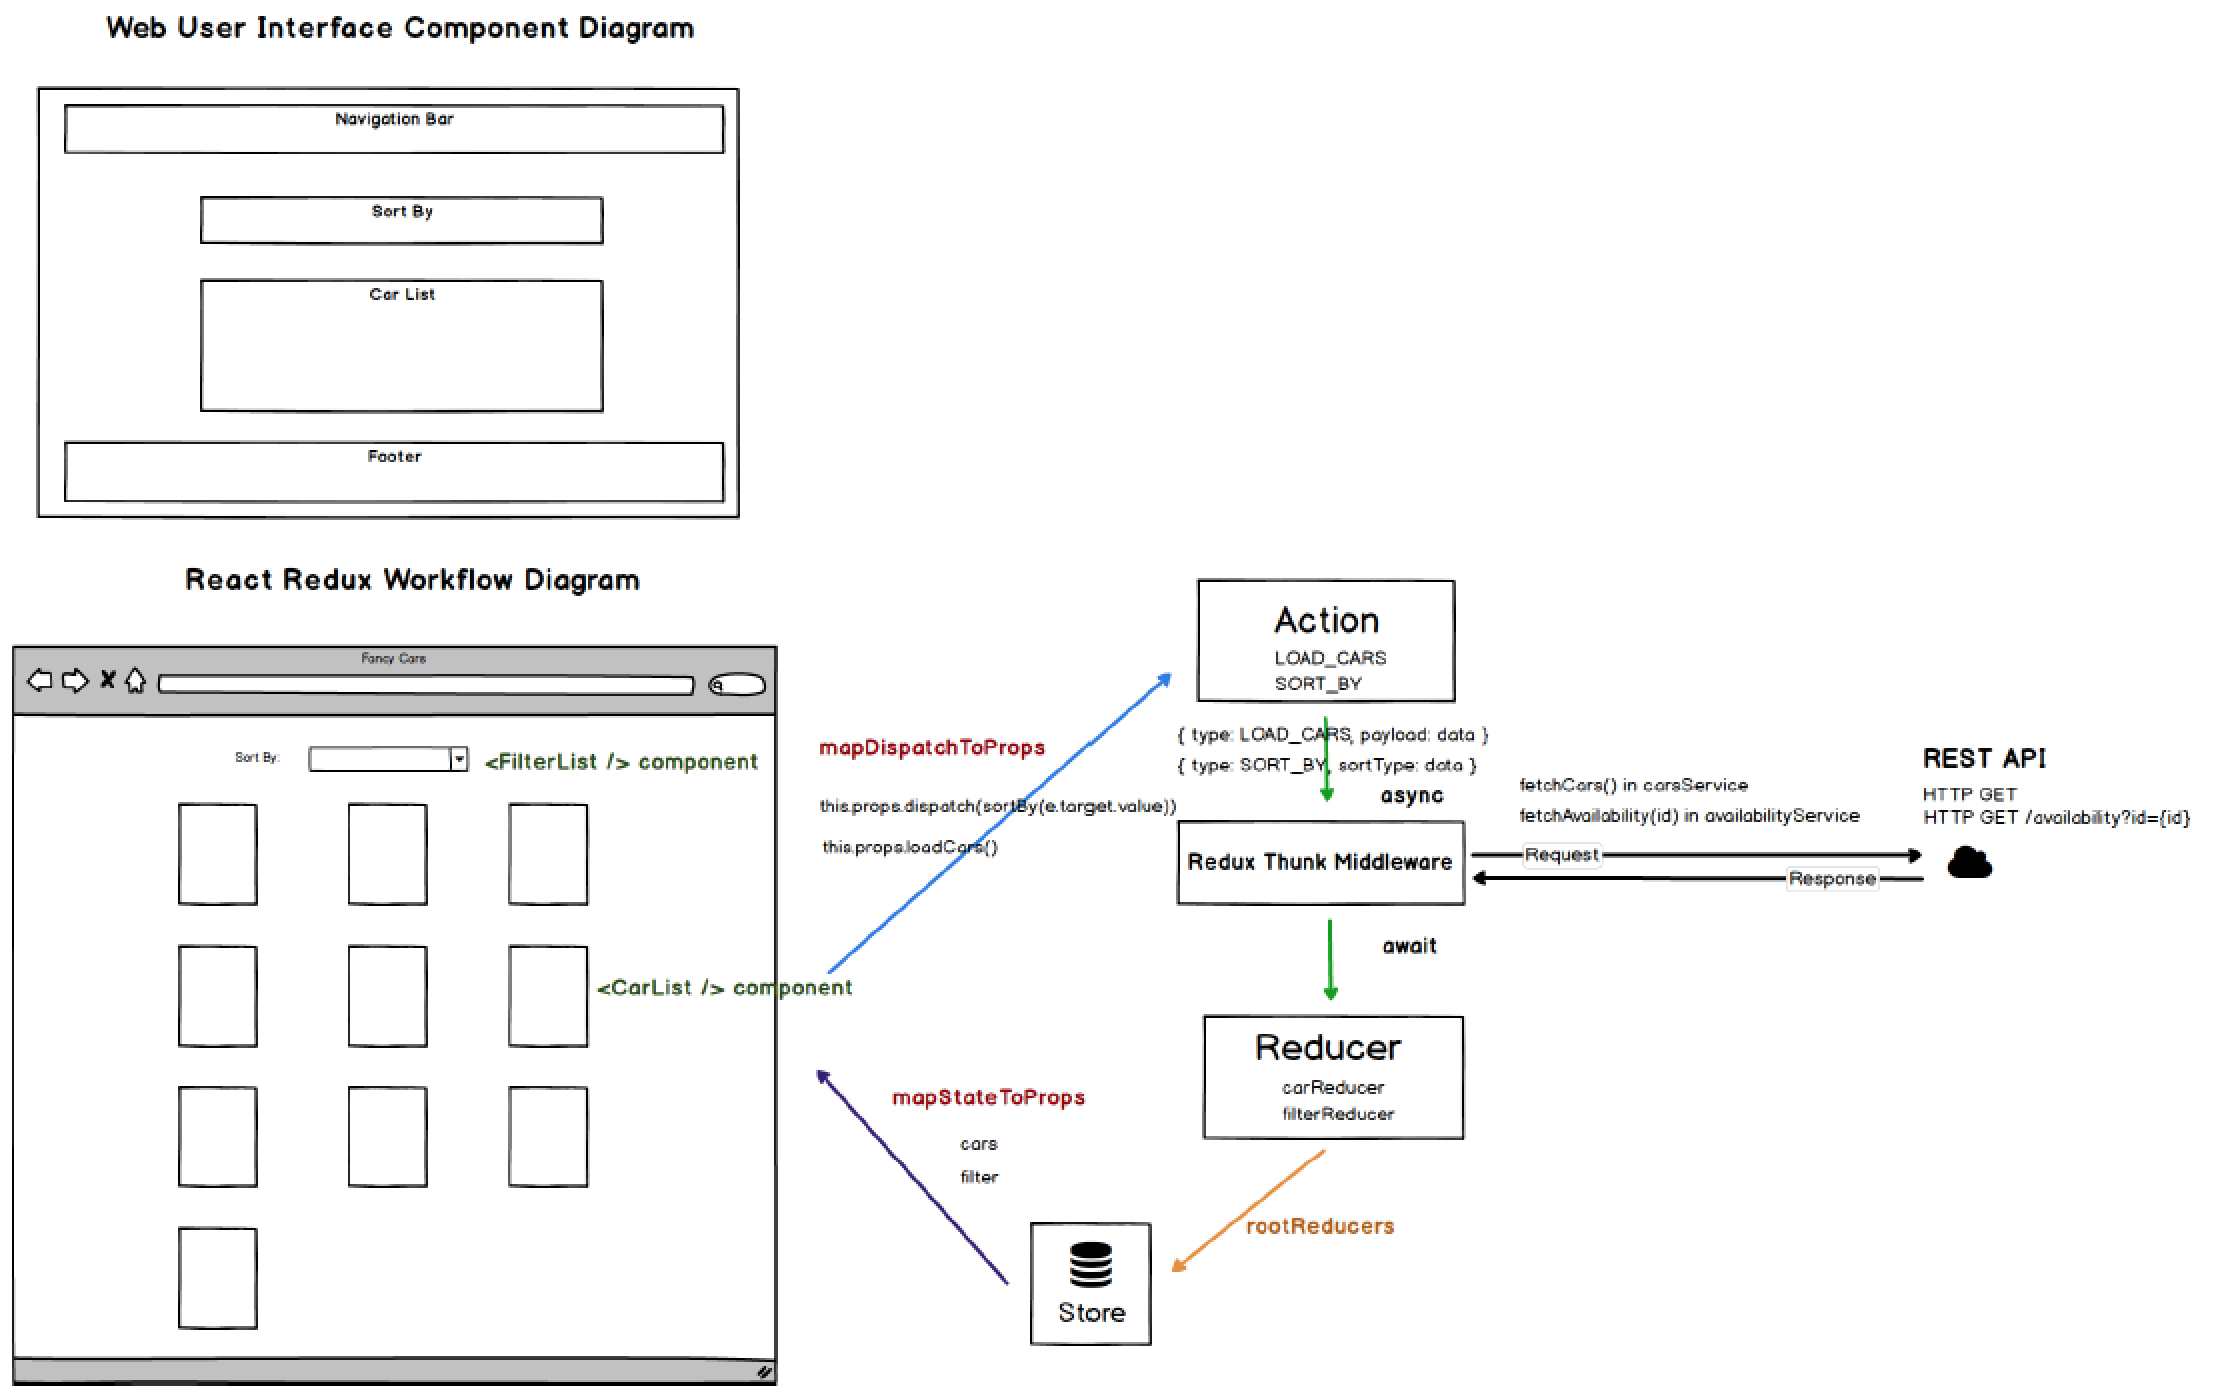 Web User Interface Component Diagram
Navigation Bar
Sort By
Car List
Footer
React Redux Workflow Diagram
Fancy Cars
Sort By:
<FilterList /> component
<CarList /> component
mapDispatchToProps
this.props.dispatch(sortBy(e.target.value))
this.props.loadCars()
Action
LOAD_CARS
SORT_BY
{ type: LOAD_CARS, payload: data }
{ type: SORT_BY, sortType: data }
async
Redux Thunk Middleware
fetchCars() in carsService
fetchAvailability(id) in availabilityService
Request
Response
REST API
HTTP GET
HTTP GET /availability?id={id}
await
Reducer
carReducer
filterReducer
rootReducers
Store
mapStateToProps
cars
filter